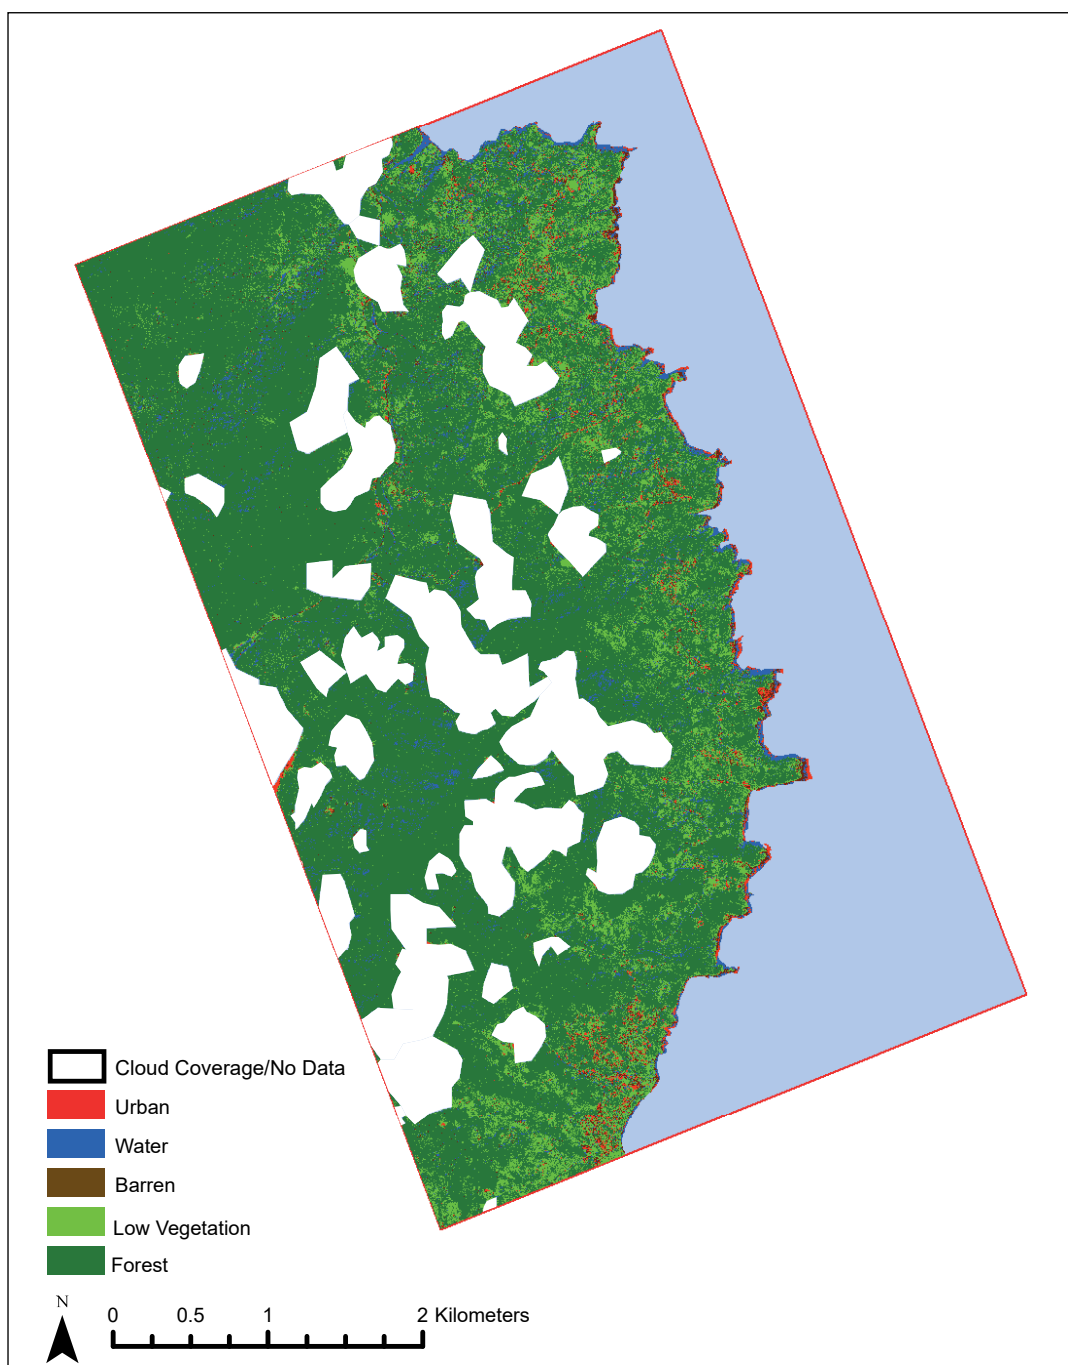 Cloud Coverage/No Data
Urban
Water
Barren
Low Vegetation
Forest
N
0 0.5 1 2 Kilometers